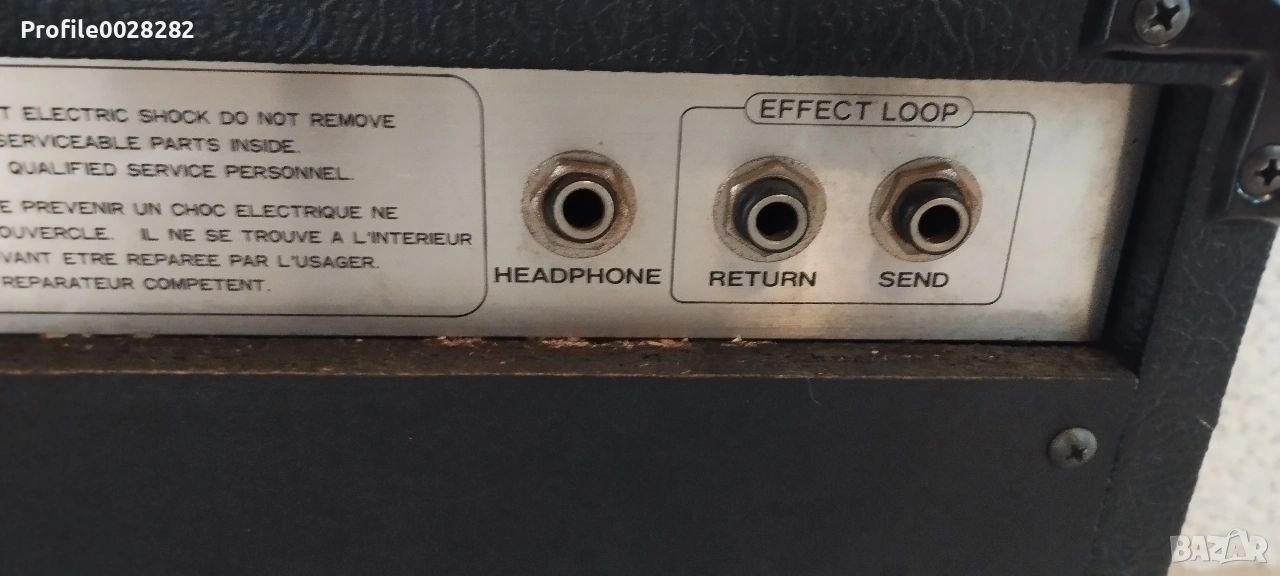 Profile0028282
T ELECTRIC SHOCK DO NOT REMOVE
SERVICEABLE PARTS INSIDE.
QUALIFIED SERVICE PERSONNEL.
E PREVENIR UN CHOC ELECTRIQUE NE
OUVERCLE. IL NE SE TROUVE A L'INTERIEUR
VANT ETRE REPAREE PAR L'USAGER.
REPARATEUR COMPETENT.
HEADPHONE
EFFECT LOOP
RETURN
SEND
BAZAR